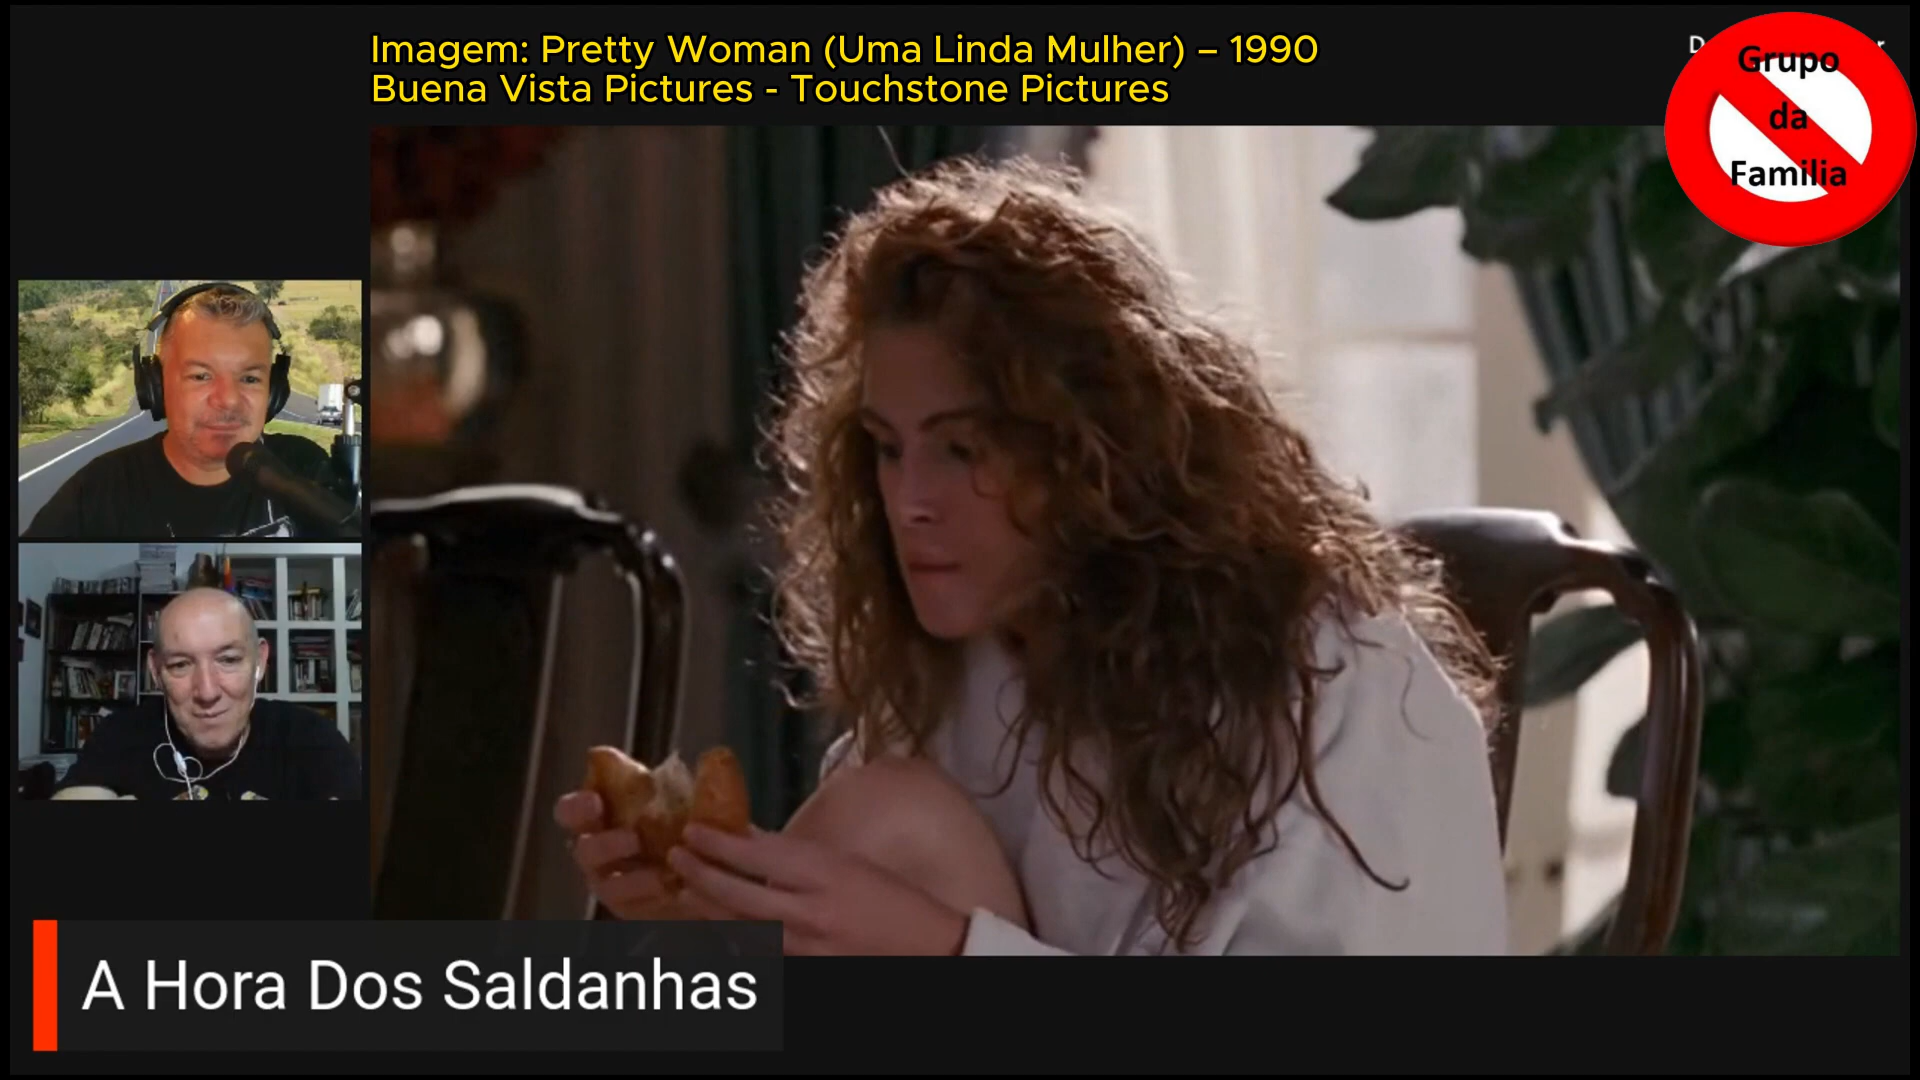 Imagem: Pretty Woman (Uma Linda Mulher) – 1990
Buena Vista Pictures - Touchstone Pictures
Grupo
da
Familia
A Hora Dos Saldanhas